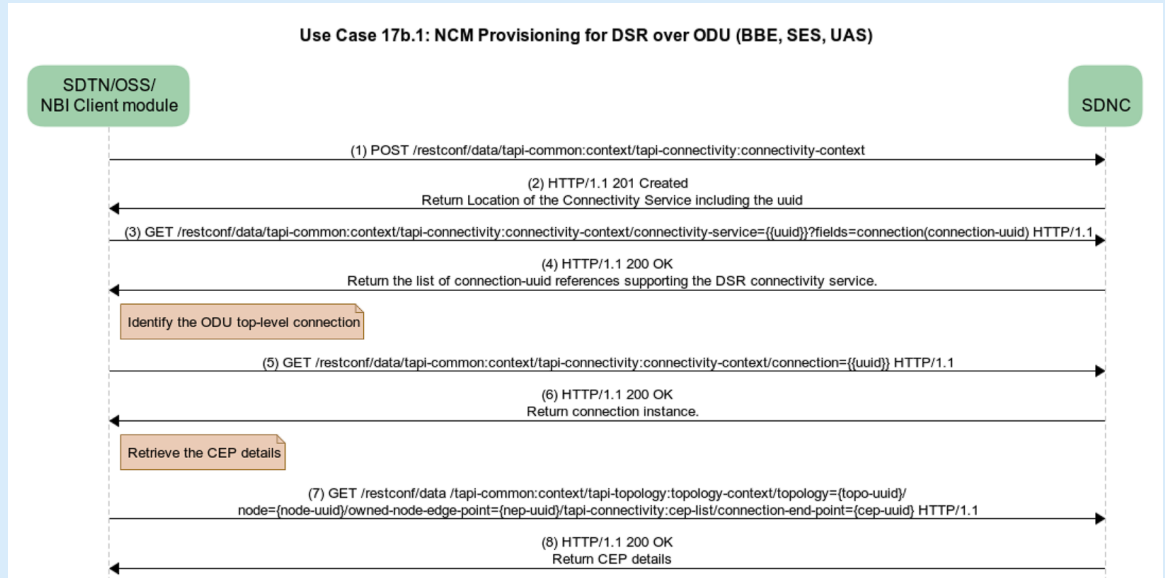 Use Case 17b.1: NCM Provisioning for DSR over ODU (BBE, SES, UAS)
SDTN/OSS/
NBI Client module
SDNC
(1) POST /restconf/data/tapi-common:context/tapi-connectivity:connectivity-context
(2) HTTP/1.1 201 Created
Return Location of the Connectivity Service including the uuid
(3) GET /restconf/data/tapi-common:context/tapi-connectivity:connectivity-context/connectivity-service={{uuid}}?fields=connection(connection-uuid) HTTP/1.1
(4) HTTP/1.1 200 OK
Return the list of connection-uuid references supporting the DSR connectivity service.
Identify the ODU top-level connection
(5) GET /restconf/data/tapi-common:context/tapi-connectivity:connectivity-context/connection={{uuid}} HTTP/1.1
(6) HTTP/1.1 200 OK
Return connection instance.
Retrieve the CEP details
(7) GET /restconf/data /tapi-common:context/tapi-topology:topology-context/topology={topo-uuid}/
node={node-uuid}/owned-node-edge-point={nep-uuid}/tapi-connectivity:cep-list/connection-end-point={cep-uuid} HTTP/1.1
(8) HTTP/1.1 200 OK
Return CEP details